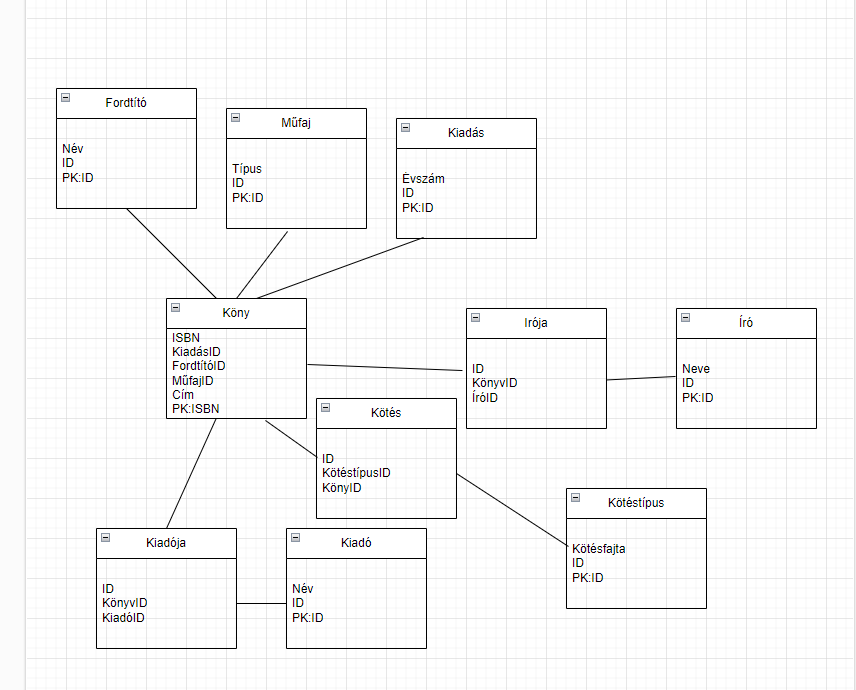 Fordtító
Név
ID
PK:ID
Műfaj
Típus
ID
PK:ID
Kiadás
Évszám
ID
PK:ID
Köny
ISBN
KiadásID
FordtítóID
MűfajID
Cím
PK:ISBN
Irója
ID
KönyvID
ÍróID
Író
Neve
ID
PK:ID
Kötés
ID
KötéstípusID
KönyID
Kötéstípus
Kötésfajta
ID
PK:ID
Kiadója
ID
KönyvID
KiadóID
Kiadó
Név
ID
PK:ID